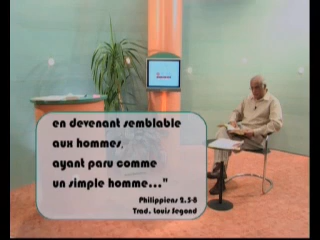 en devenant semblable
aux hommes,
ayant paru comme
un simple homme..."
Philippiens 2.5-8
Trad. Louis Segond